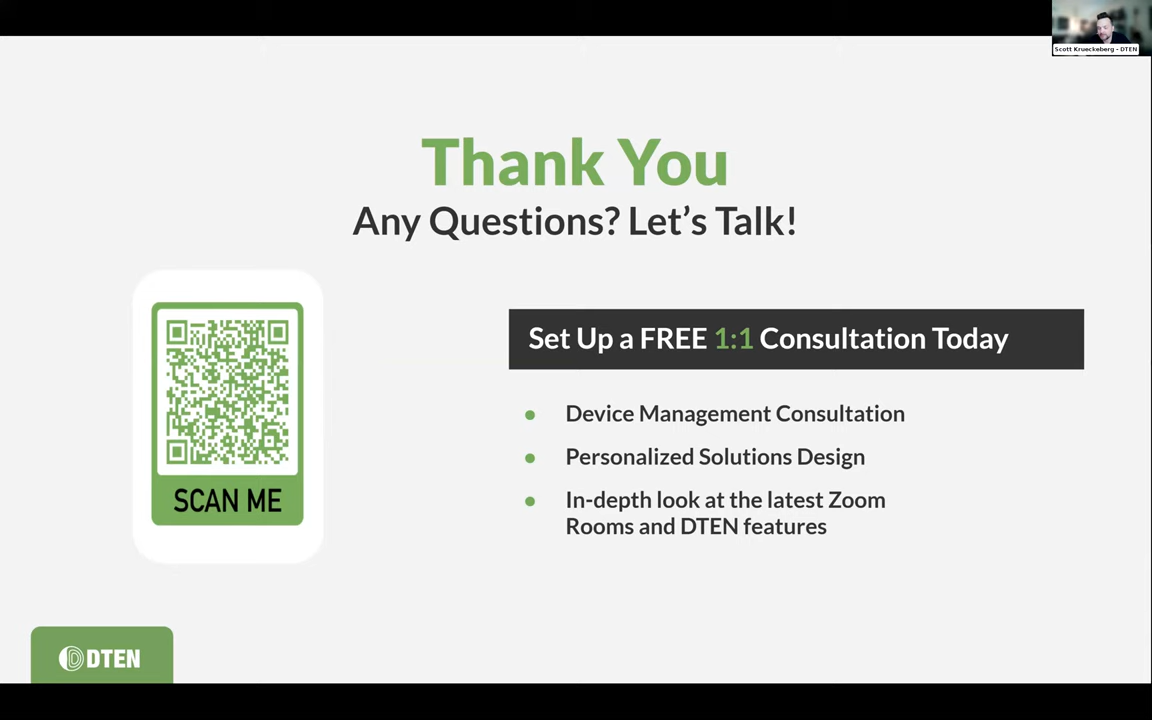 Scott Krueckeberg - DTEN
Thank You
Any Questions? Let's Talk!
SCAN ME
Set Up a FREE 1:1 Consultation Today
Device Management Consultation
Personalized Solutions Design
In-depth look at the latest Zoom
Rooms and DTEN features
DTEN